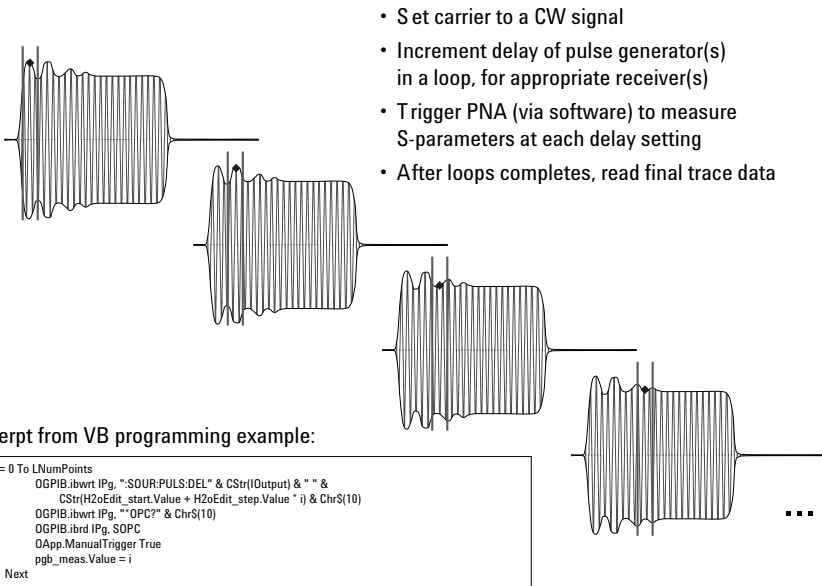 • Set carrier to a CW signal
• Increment delay of pulse generator(s)
in a loop, for appropriate receiver(s)
• Trigger PNA (via software) to measure
S-parameters at each delay setting
• After loops completes, read final trace data
erpt from VB programming example:
= 0 To LNumPoints
OGPIB.ibwrt IPg, ":SOUR:PULS:DEL" & CStr(IOutput) & " " &
CStr(H2oEdit_start.Value + H2oEdit_step.Value * i) & Chr$(10)
OGPIB.ibwrt IPg, "*OPC?" & Chr$(10)
OGPIB.ibrd IPg, SOPC
OApp.ManualTrigger True
pgb_meas.Value = i
Next
...